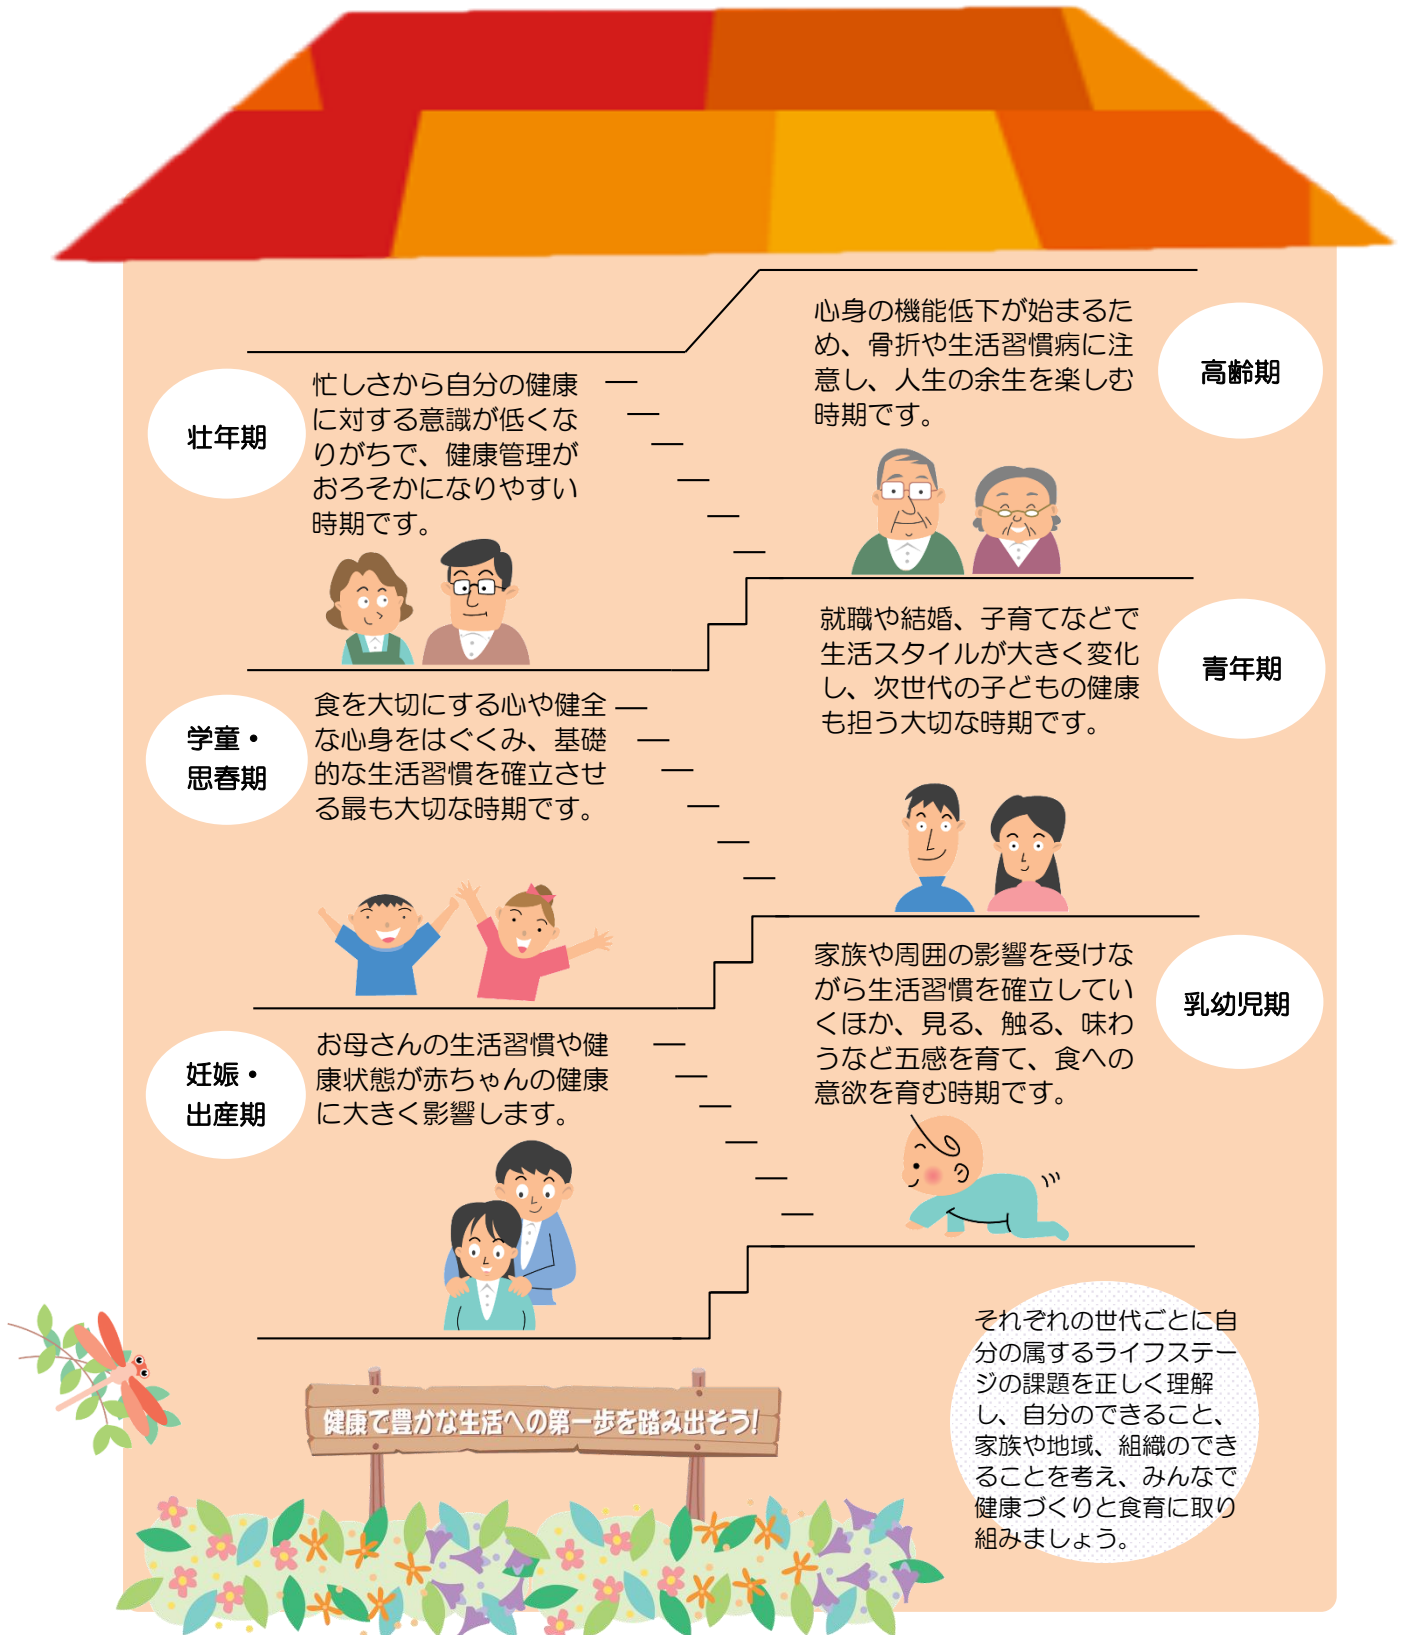 心身の機能低下が始まるた
め、骨折や生活習慣病に注
意し、人生の余生を楽しむ
時期です。
高齢期
壮年期
忙しさから自分の健康
に対する意識が低くな
りがちで、健康管理が
おろそかになりやすい
時期です。
就職や結婚、子育てなどで
生活スタイルが大きく変化
し、次世代の子どもの健康
も担う大切な時期です。
青年期
学童・
思春期
食を大切にする心や健全
な心身をはぐくみ、基礎
的な生活習慣を確立させ
る最も大切な時期です。
家族や周囲の影響を受けな
がら生活習慣を確立してい
くほか、見る、触る、味わ
うなど五感を育て、食への
意欲を育む時期です。
乳幼児期
妊娠・
出産期
お母さんの生活習慣や健
康状態が赤ちゃんの健康
に大きく影響します。
それぞれの世代ごとに自
分の属するライフステー
ジの課題を正しく理解
し、自分のできること、
家族や地域、組織のでき
ることを考え、みんなで
健康づくりと食育に取り
組みましょう。
健康で豊かな生活への第一歩を踏み出そう!